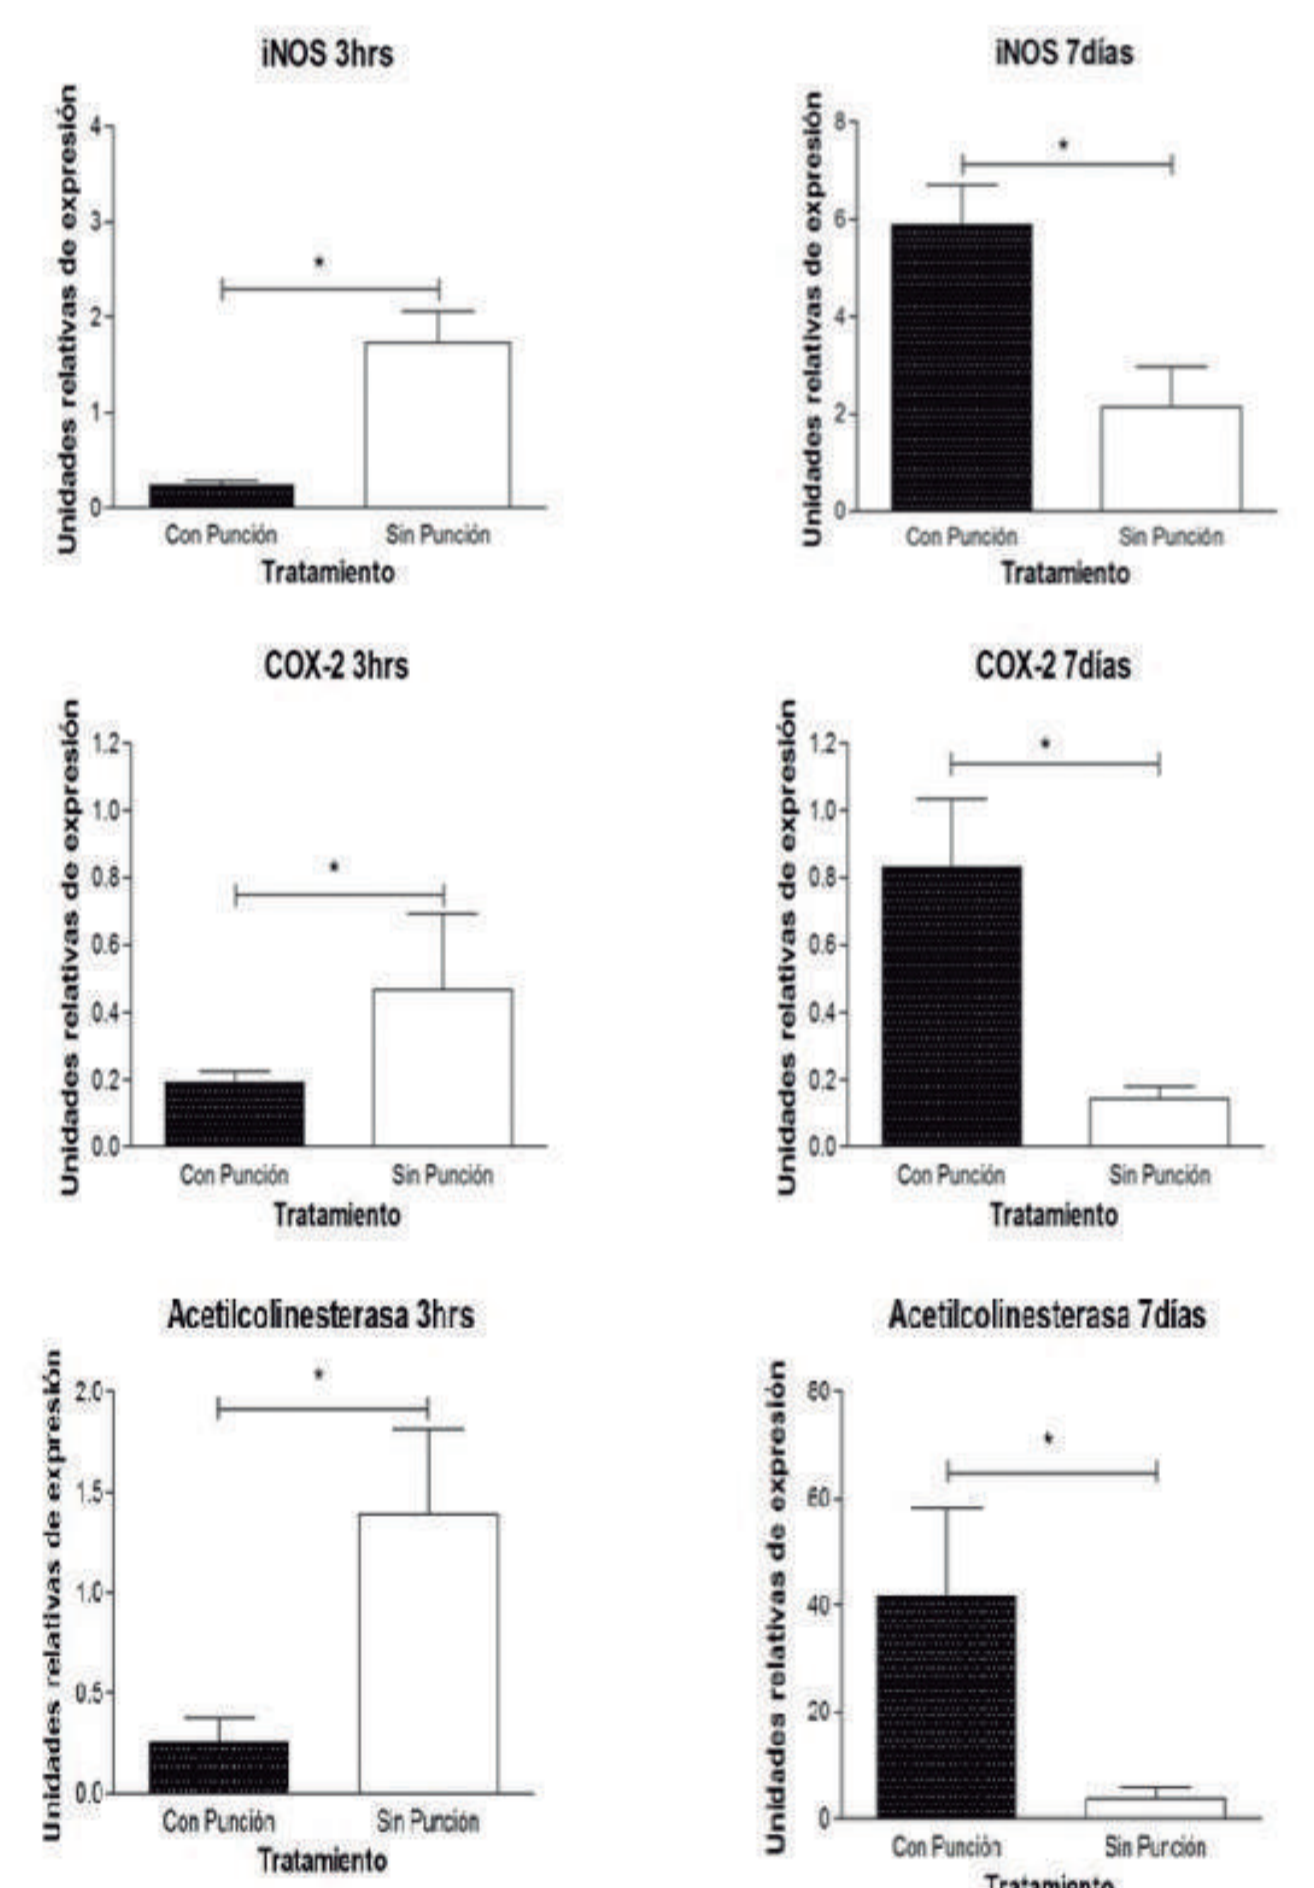 iNOS 3hrs
Unidades relativas de expresión
4
3
2
1
0
*
Con Punción
Sin Punción
Tratamiento
iNOS 7días
Unidades relativas de expresión
8
6
4
2
0
*
Con Punción
Sin Punción
Tratamiento
COX-2 3hrs
Unidades relativas de expresión
1.2
1.0
0.8
0.6
0.4
0.2
0.0
*
Con Punción
Sin Punción
Tratamiento
COX-2 7días
Unidades relativas de expresión
1.2
1.0
0.8
0.6
0.4
0.2
0.0
*
Con Punción
Sin Punción
Tratamiento
Acetilcolinesterasa 3hrs
Unidades relativas de expresión
2.0
1.5
1.0
0.5
0.0
*
Con Punción
Sin Punción
Tratamiento
Acetilcolinesterasa 7días
Unidades relativas de expresión
80
60
40
20
0
*
Con Punción
Sin Punción
Tratamiento